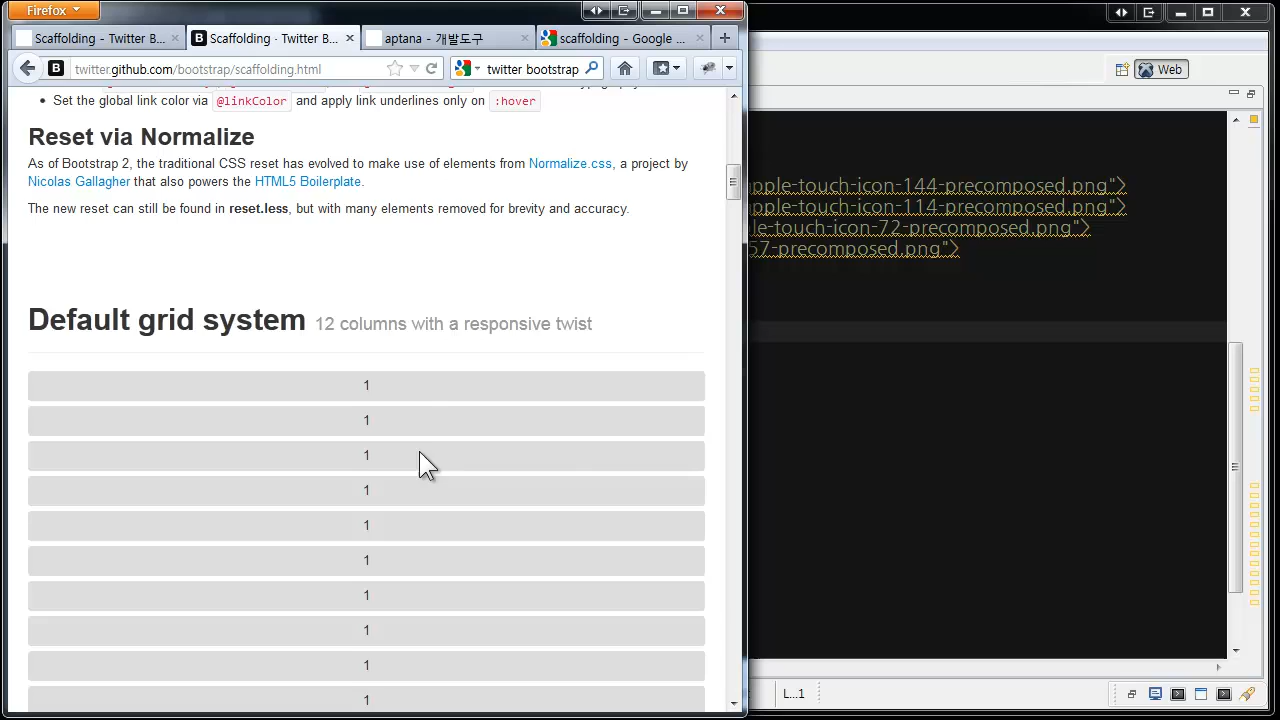 Firefox
Scaffolding - Twitter B...
Scaffolding · Twitter B...
aptana - 개발도구
scaffolding - Google ...
twitter.github.com/bootstrap/scaffolding.html
twitter bootstrap
Web
Set the global link color via @linkColor and apply link underlines only on :hover
Reset via Normalize
As of Bootstrap 2, the traditional CSS reset has evolved to make use of elements from Normalize.css, a project by
Nicolas Gallagher that also powers the HTML5 Boilerplate.
The new reset can still be found in reset.less, but with many elements removed for brevity and accuracy.
Default grid system 12 columns with a responsive twist
1
1
1
1
1
1
1
1
1
1
pple-touch-icon-144-precomposed.png">
pple-touch-icon-114-precomposed.png">
le-touch-icon-72-precomposed.png">
57-precomposed.png">
L...1